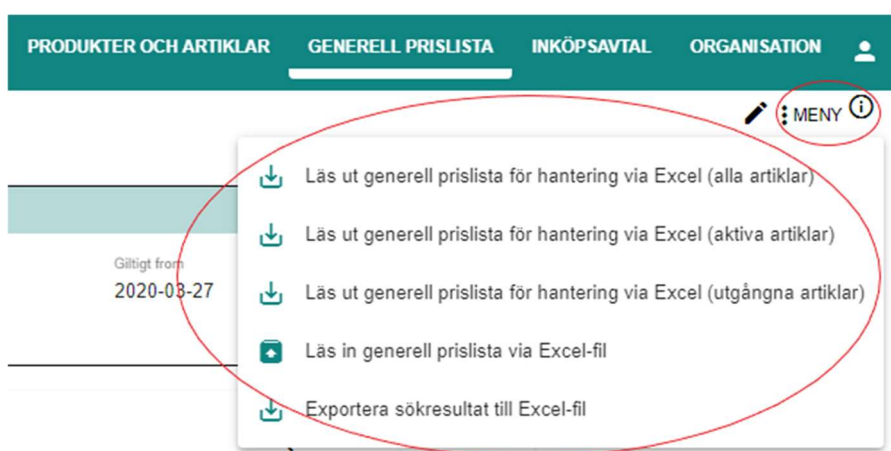 PRODUKTER OCH ARTIKLAR GENERELL PRISLISTA INKÖPSAVTAL ORGANISATION
MENY
Läs ut generell prislista för hantering via Excel (alla artiklar)
Läs ut generell prislista för hantering via Excel (aktiva artiklar)
Giltigt from
2020-03-27
Läs ut generell prislista för hantering via Excel (utgångna artiklar)
Läs in generell prislista via Excel-fil
Exportera sökresultat till Excel-fil